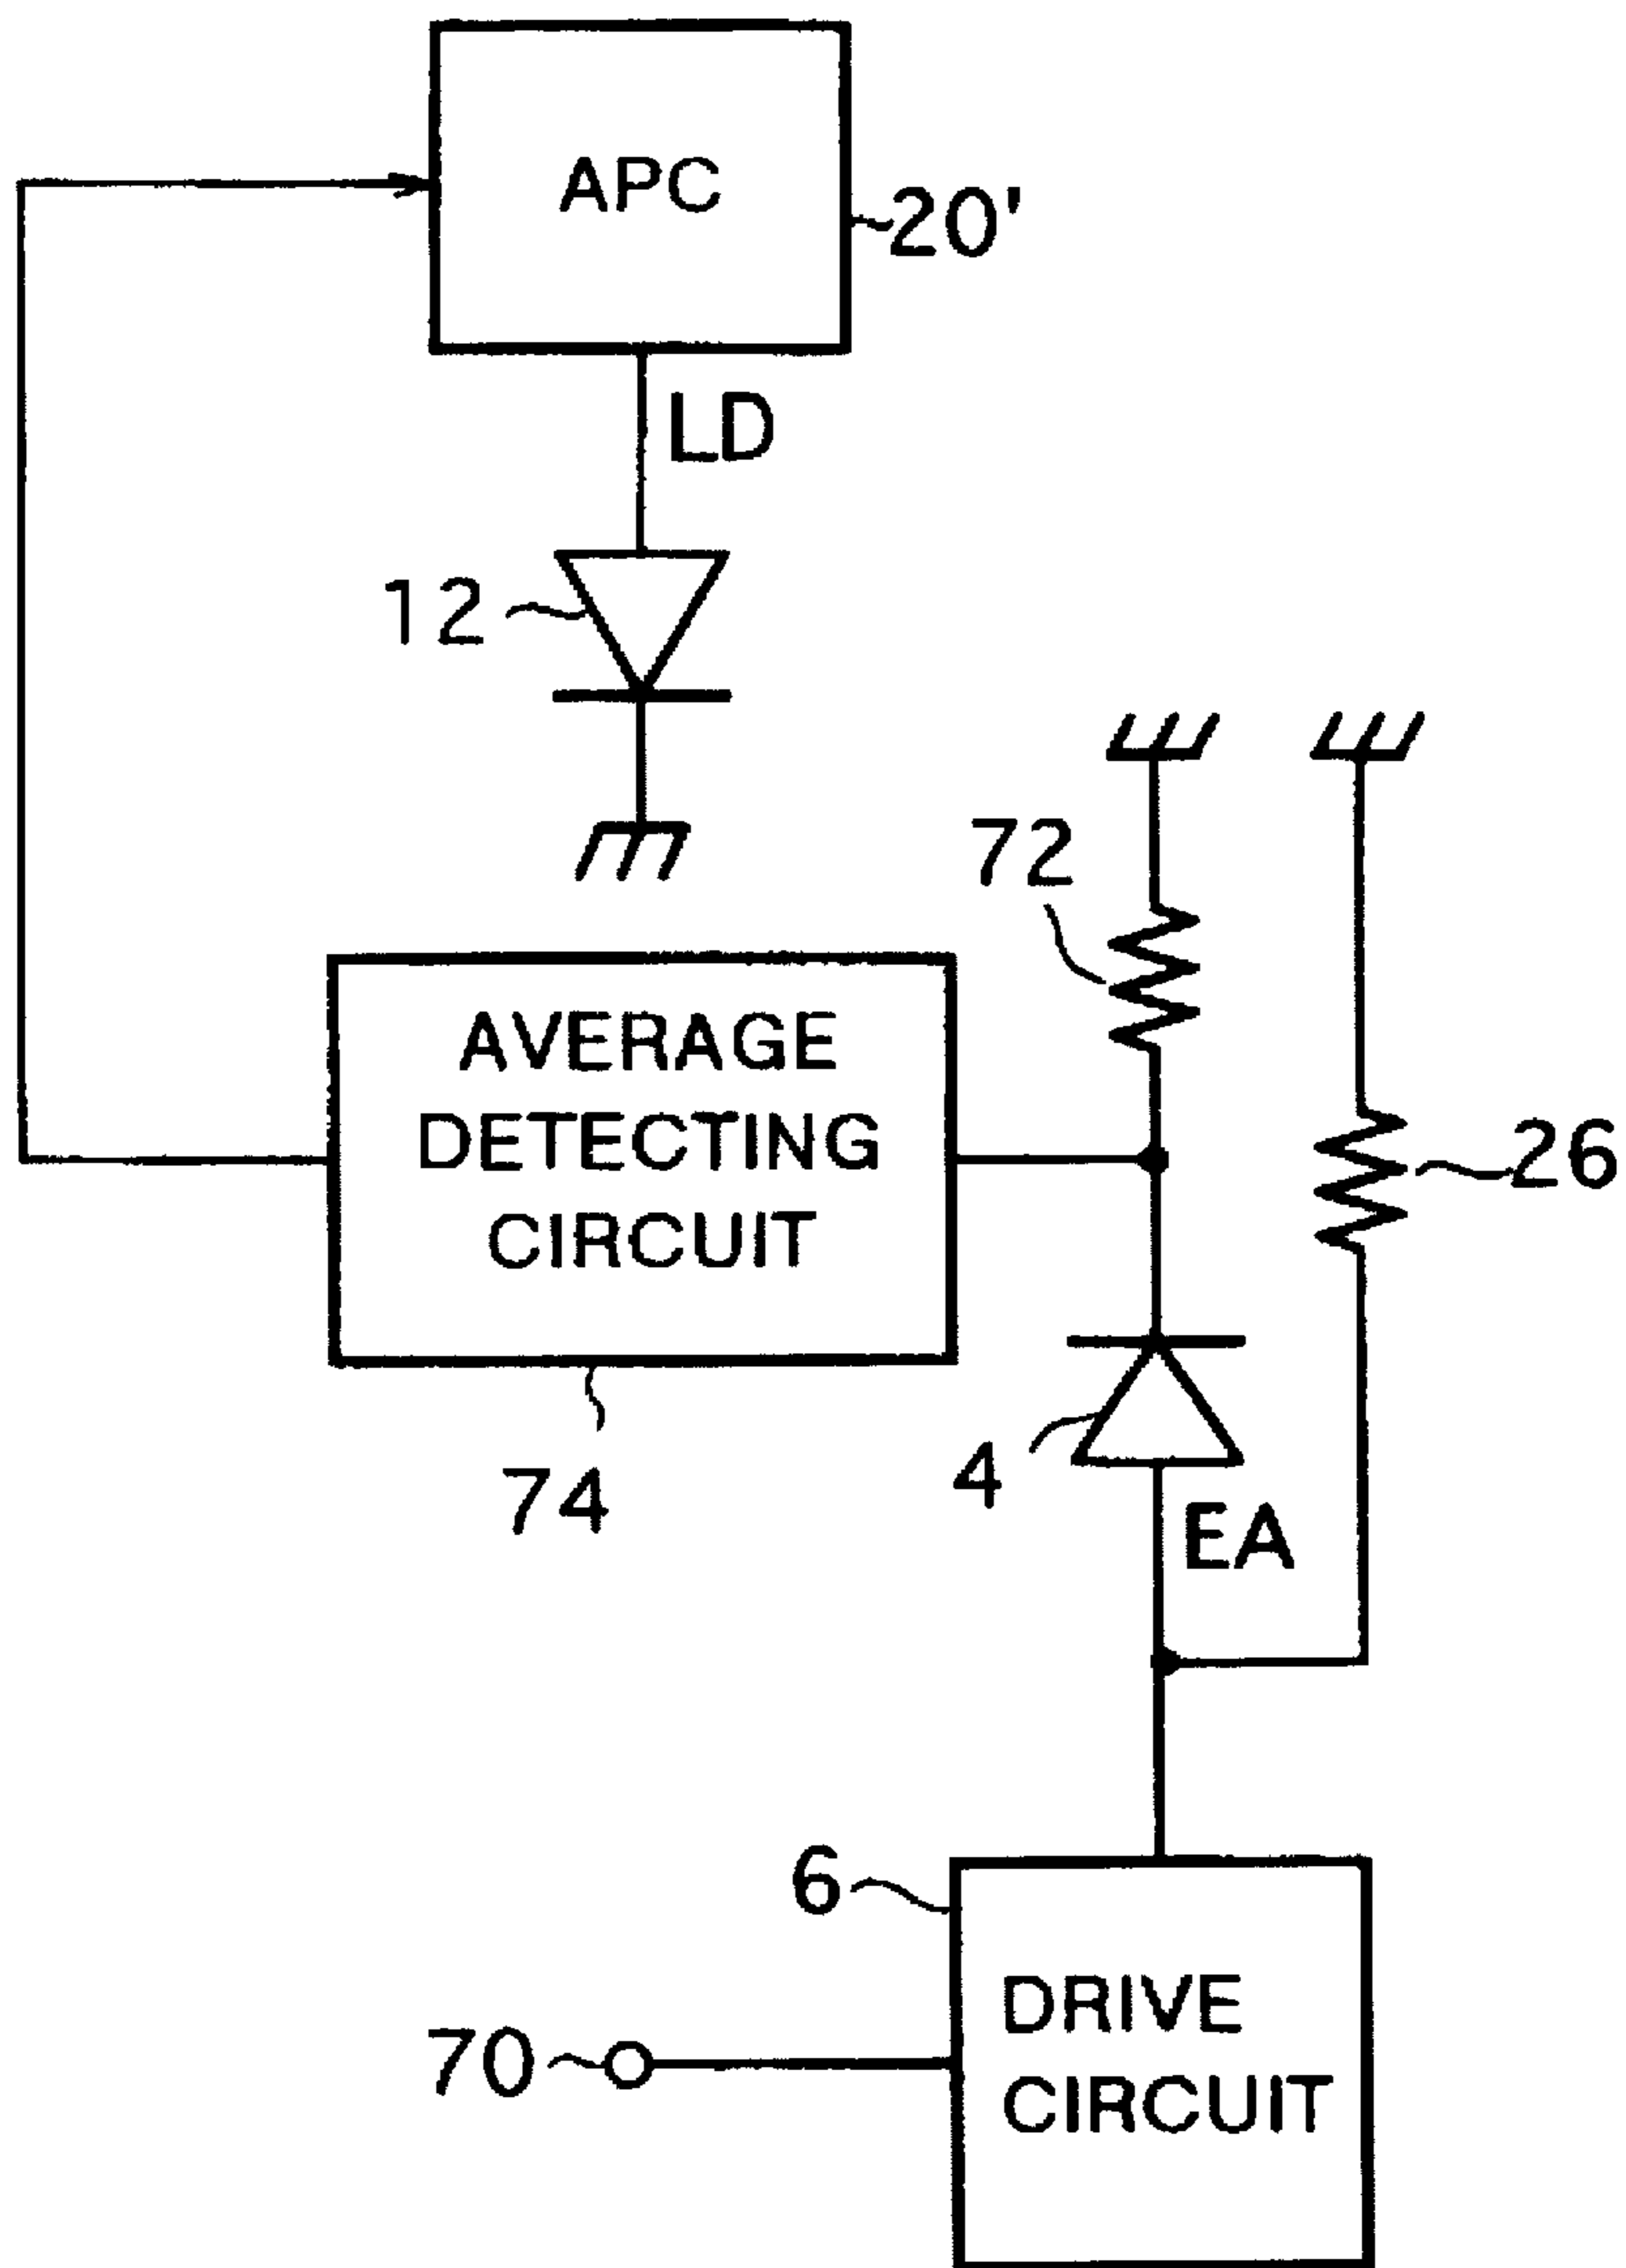 APC
20'
LD
12
72
AVERAGE
DETECTING
CIRCUIT
26
74
4
EA
6
DRIVE
CIRCUIT
70